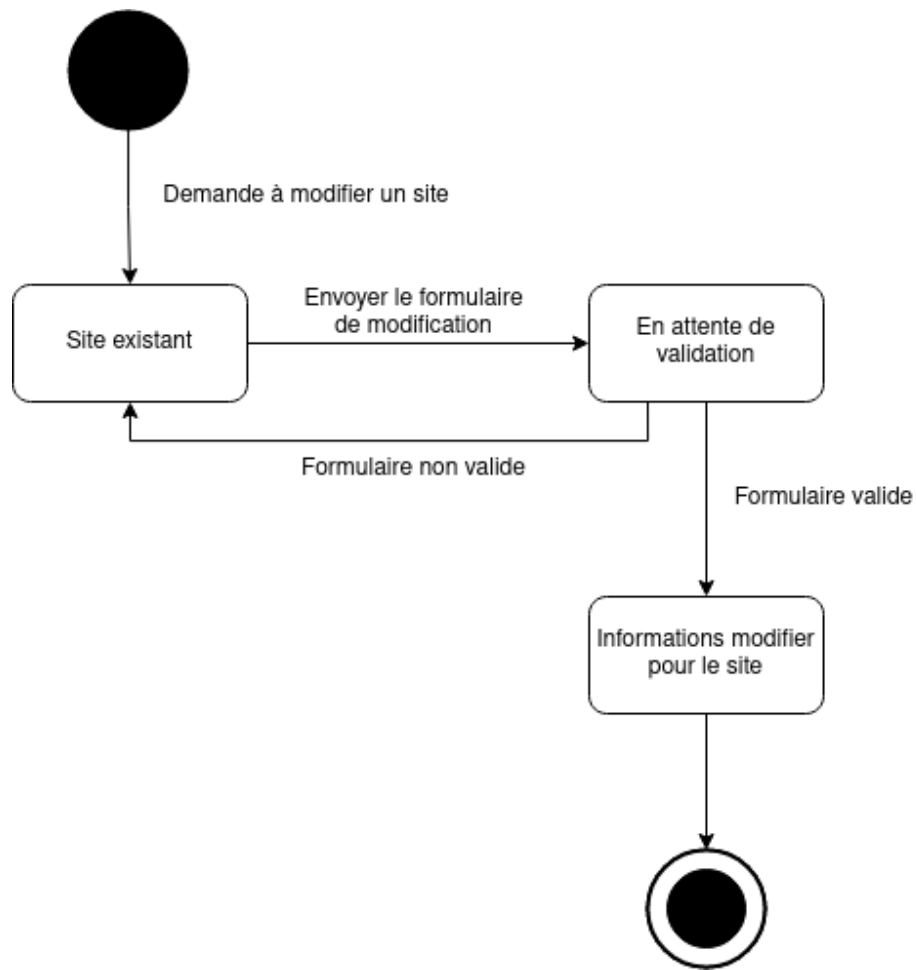 Demande à modifier un site
Envoyer le formulaire
de modification
Site existant
En attente de
validation
Formulaire non valide
Formulaire valide
Informations modifier
pour le site